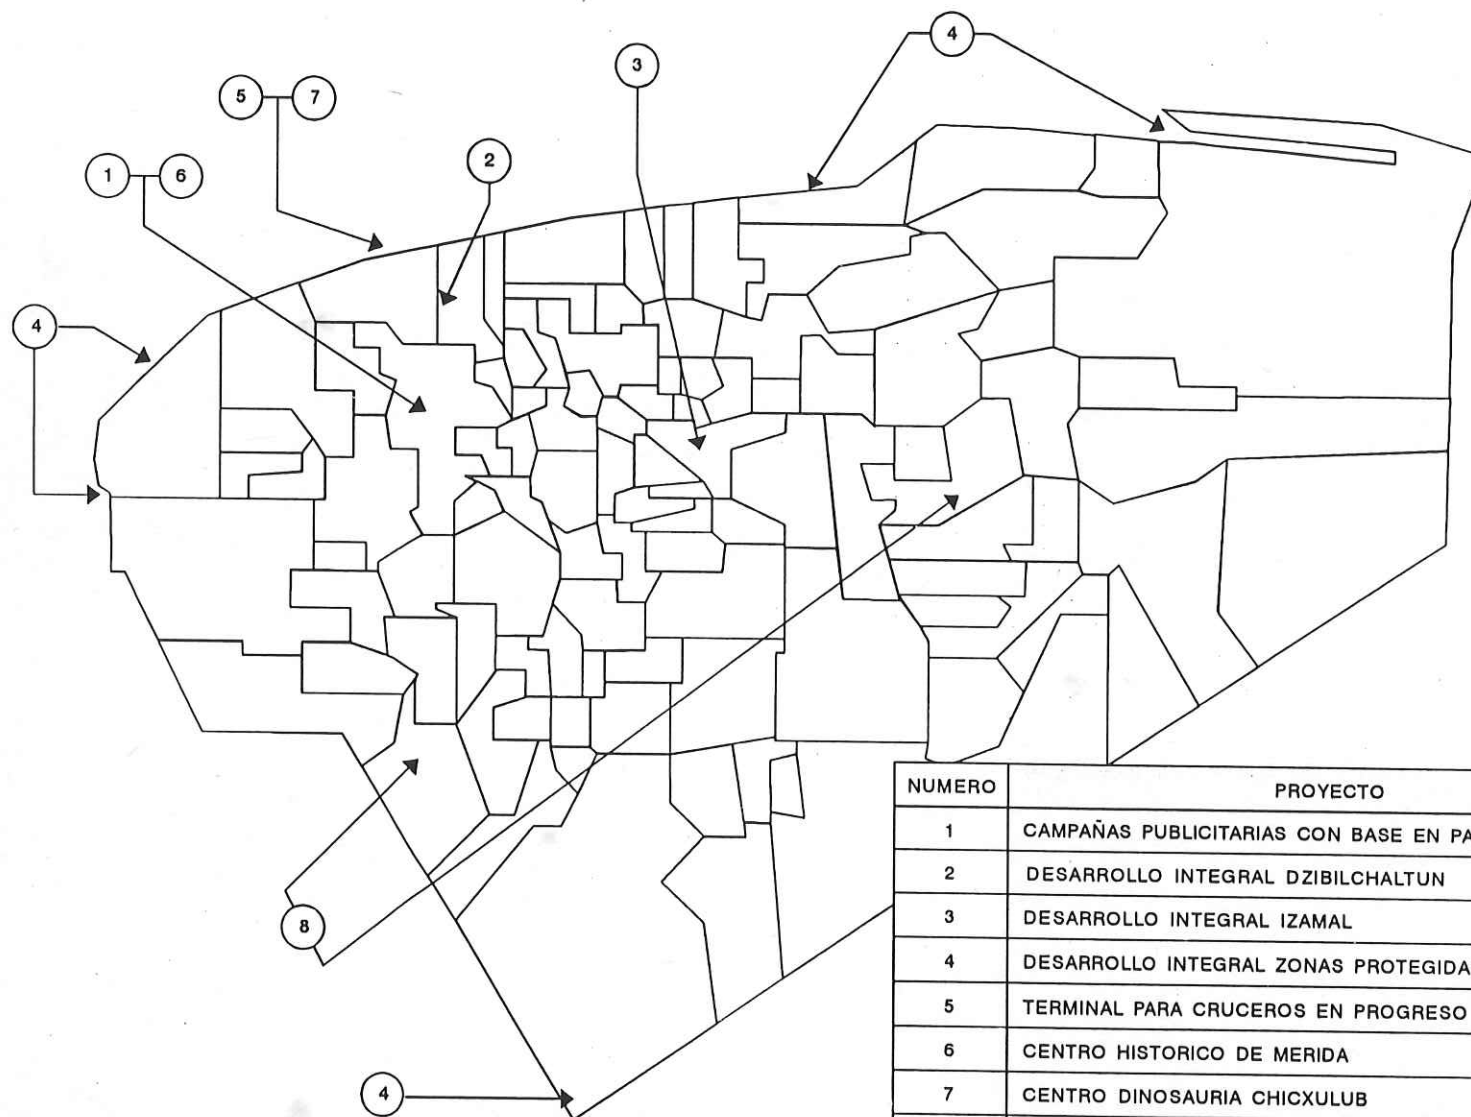 4
3
5 7
2
1 6
4
8
4
NUMERO PROYECTO
1 CAMPAÑAS PUBLICITARIAS CON BASE EN
2 DESARROLLO INTEGRAL DZIBILCHALTUN
3 DESARROLLO INTEGRAL IZAMAL
4 DESARROLLO INTEGRAL ZONAS
5 TERMINAL PARA CRUCEROS EN PROGRESO
6 CENTRO HISTORICO DE MERIDA
7 CENTRO DINOSAURIA CHICXULUB